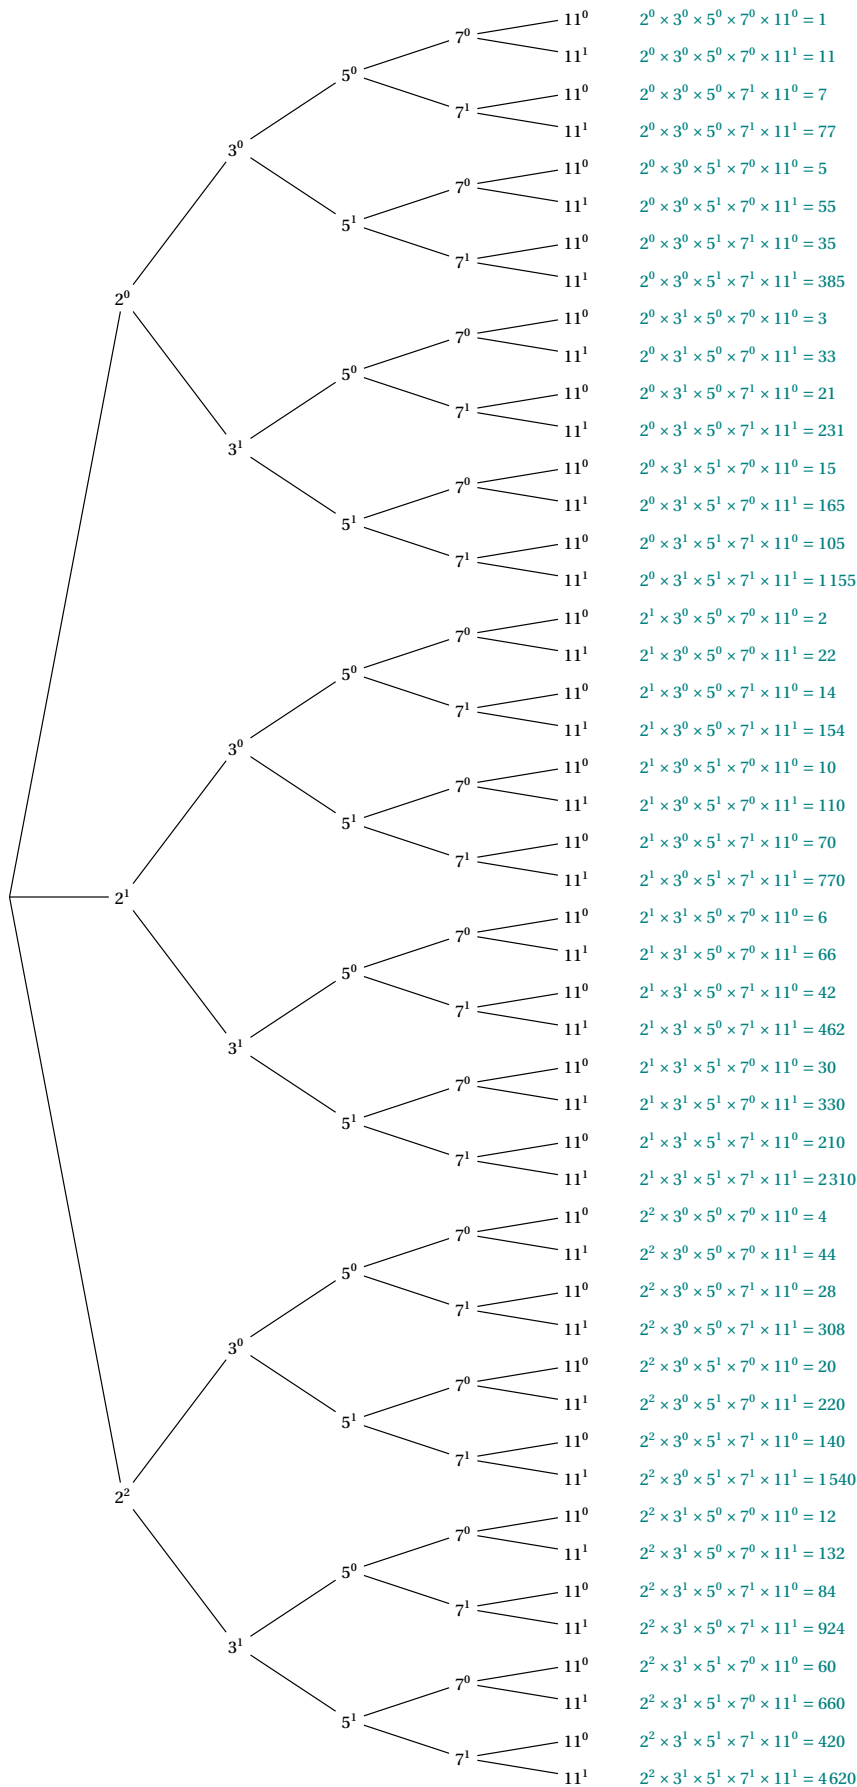 11⁰ 2⁰ × 3⁰ × 5⁰ × 7⁰ × 11⁰ = 1
7⁰
11¹ 2⁰ × 3⁰ × 5⁰ × 7⁰ × 11¹ = 11
5⁰
11⁰ 2⁰ × 3⁰ × 5⁰ × 7¹ × 11⁰ = 7
7¹
11¹ 2⁰ × 3⁰ × 5⁰ × 7¹ × 11¹ = 77
3⁰
11⁰ 2⁰ × 3⁰ × 5¹ × 7⁰ × 11⁰ = 5
7⁰
11¹ 2⁰ × 3⁰ × 5¹ × 7⁰ × 11¹ = 55
5¹
11⁰ 2⁰ × 3⁰ × 5¹ × 7¹ × 11⁰ = 35
7¹
11¹ 2⁰ × 3⁰ × 5¹ × 7¹ × 11¹ = 385
2⁰
11⁰ 2⁰ × 3¹ × 5⁰ × 7⁰ × 11⁰ = 3
7⁰
11¹ 2⁰ × 3¹ × 5⁰ × 7⁰ × 11¹ = 33
5⁰
11⁰ 2⁰ × 3¹ × 5⁰ × 7¹ × 11⁰ = 21
7¹
11¹ 2⁰ × 3¹ × 5⁰ × 7¹ × 11¹ = 231
3¹
11⁰ 2⁰ × 3¹ × 5¹ × 7⁰ × 11⁰ = 15
7⁰
11¹ 2⁰ × 3¹ × 5¹ × 7⁰ × 11¹ = 165
5¹
11⁰ 2⁰ × 3¹ × 5¹ × 7¹ × 11⁰ = 105
7¹
11¹ 2⁰ × 3¹ × 5¹ × 7¹ × 11¹ = 1 155
11⁰ 2¹ × 3⁰ × 5⁰ × 7⁰ × 11⁰ = 2
7⁰
11¹ 2¹ × 3⁰ × 5⁰ × 7⁰ × 11¹ = 22
5⁰
11⁰ 2¹ × 3⁰ × 5⁰ × 7¹ × 11⁰ = 14
7¹
11¹ 2¹ × 3⁰ × 5⁰ × 7¹ × 11¹ = 154
3⁰
11⁰ 2¹ × 3⁰ × 5¹ × 7⁰ × 11⁰ = 10
7⁰
11¹ 2¹ × 3⁰ × 5¹ × 7⁰ × 11¹ = 110
5¹
11⁰ 2¹ × 3⁰ × 5¹ × 7¹ × 11⁰ = 70
7¹
11¹ 2¹ × 3⁰ × 5¹ × 7¹ × 11¹ = 770
2¹
11⁰ 2¹ × 3¹ × 5⁰ × 7⁰ × 11⁰ = 6
7⁰
11¹ 2¹ × 3¹ × 5⁰ × 7⁰ × 11¹ = 66
5⁰
11⁰ 2¹ × 3¹ × 5⁰ × 7¹ × 11⁰ = 42
7¹
11¹ 2¹ × 3¹ × 5⁰ × 7¹ × 11¹ = 462
3¹
11⁰ 2¹ × 3¹ × 5¹ × 7⁰ × 11⁰ = 30
7⁰
11¹ 2¹ × 3¹ × 5¹ × 7⁰ × 11¹ = 330
5¹
11⁰ 2¹ × 3¹ × 5¹ × 7¹ × 11⁰ = 210
7¹
11¹ 2¹ × 3¹ × 5¹ × 7¹ × 11¹ = 2 310
11⁰ 2² × 3⁰ × 5⁰ × 7⁰ × 11⁰ = 4
7⁰
11¹ 2² × 3⁰ × 5⁰ × 7⁰ × 11¹ = 44
5⁰
11⁰ 2² × 3⁰ × 5⁰ × 7¹ × 11⁰ = 28
7¹
11¹ 2² × 3⁰ × 5⁰ × 7¹ × 11¹ = 308
3⁰
11⁰ 2² × 3⁰ × 5¹ × 7⁰ × 11⁰ = 20
7⁰
11¹ 2² × 3⁰ × 5¹ × 7⁰ × 11¹ = 220
5¹
11⁰ 2² × 3⁰ × 5¹ × 7¹ × 11⁰ = 140
7¹
11¹ 2² × 3⁰ × 5¹ × 7¹ × 11¹ = 1 540
2²
11⁰ 2² × 3¹ × 5⁰ × 7⁰ × 11⁰ = 12
7⁰
11¹ 2² × 3¹ × 5⁰ × 7⁰ × 11¹ = 132
5⁰
11⁰ 2² × 3¹ × 5⁰ × 7¹ × 11⁰ = 84
7¹
11¹ 2² × 3¹ × 5⁰ × 7¹ × 11¹ = 924
3¹
11⁰ 2² × 3¹ × 5¹ × 7⁰ × 11⁰ = 60
7⁰
11¹ 2² × 3¹ × 5¹ × 7⁰ × 11¹ = 660
5¹
11⁰ 2² × 3¹ × 5¹ × 7¹ × 11⁰ = 420
7¹
11¹ 2² × 3¹ × 5¹ × 7¹ × 11¹ = 4 620